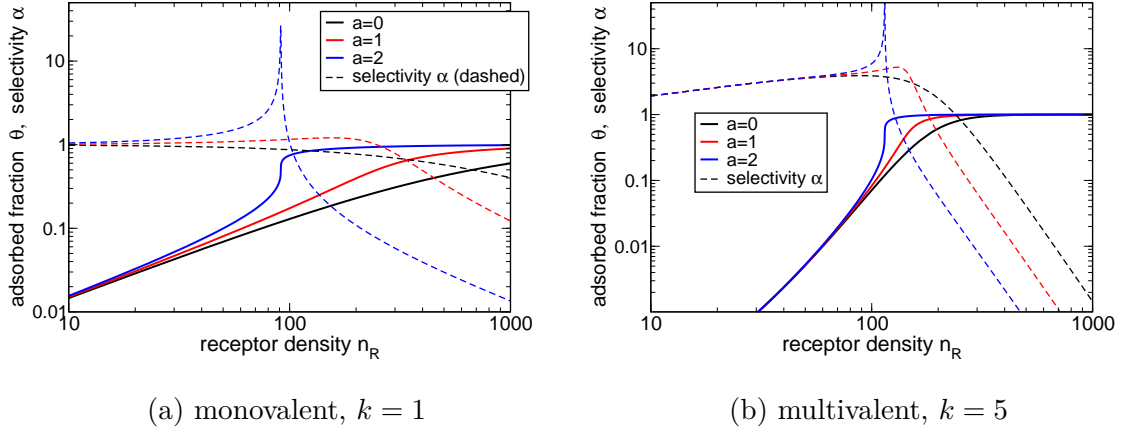 adsorbed fraction θ, selectivity α
10
1
0.1
0.01
10
100
1000
receptor density n_R
a=0
a=1
a=2
selectivity α (dashed)
(a) monovalent, k = 1
adsorbed fraction θ, selectivity α
10
1
0.1
0.01
10
100
1000
receptor density n_R
a=0
a=1
a=2
selectivity α
(b) multivalent, k = 5